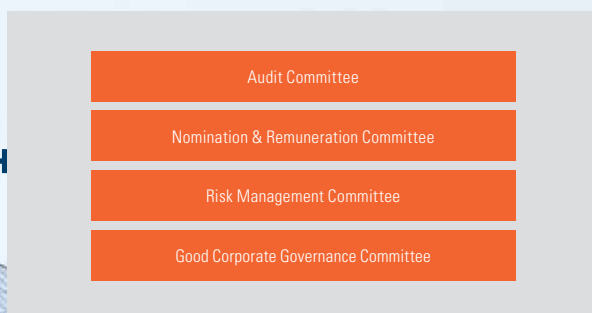 Audit Committee
Nomination & Remuneration Committee
Risk Management Committee
Good Corporate Governance Committee